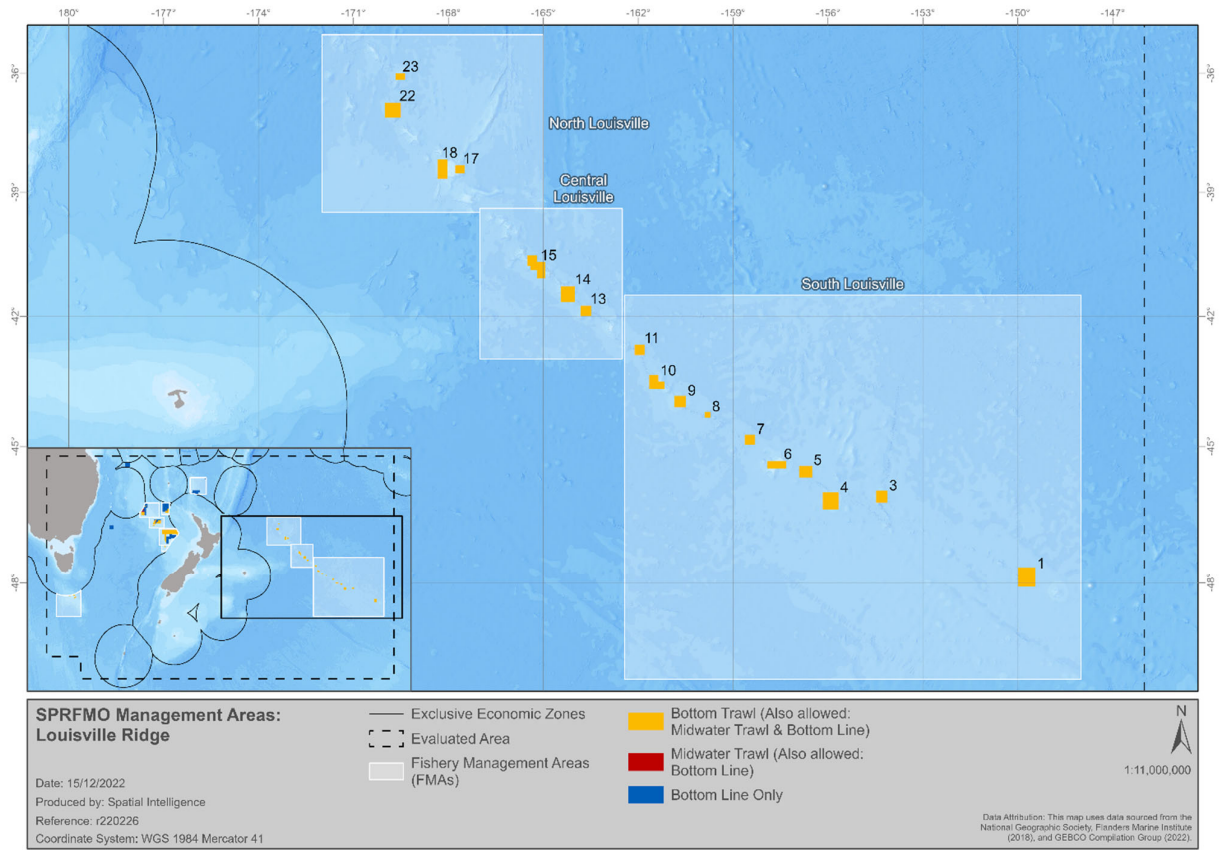 180° -177° -174° -171° -168° -165° -162° -159° -156° -153° -150° -147°
-36° -36°
23
22
North Louisville
18 17
-39° -39°
Central
Louisville
15
South Louisville
14
13
-42° -42°
11
10
9
8
7
-45° -45°
6
5
4 3
1
-48° -48°
SPRFMO Management Areas:
Louisville Ridge
Date: 15/12/2022
Produced by: Spatial Intelligence
Reference: r220226
Coordinate System: WGS 1984 Mercator 41
Exclusive Economic Zones
Evaluated Area
Fishery Management Areas
(FMAs)
Bottom Trawl (Also allowed:
Midwater Trawl & Bottom Line)
Midwater Trawl (Also allowed:
Bottom Line)
Bottom Line Only
N
1:11,000,000
Data Attribution: This map uses data sourced from the
National Geographic Society, Flanders Marine Institute
(2018), and GEBCO Compilation Group (2022).